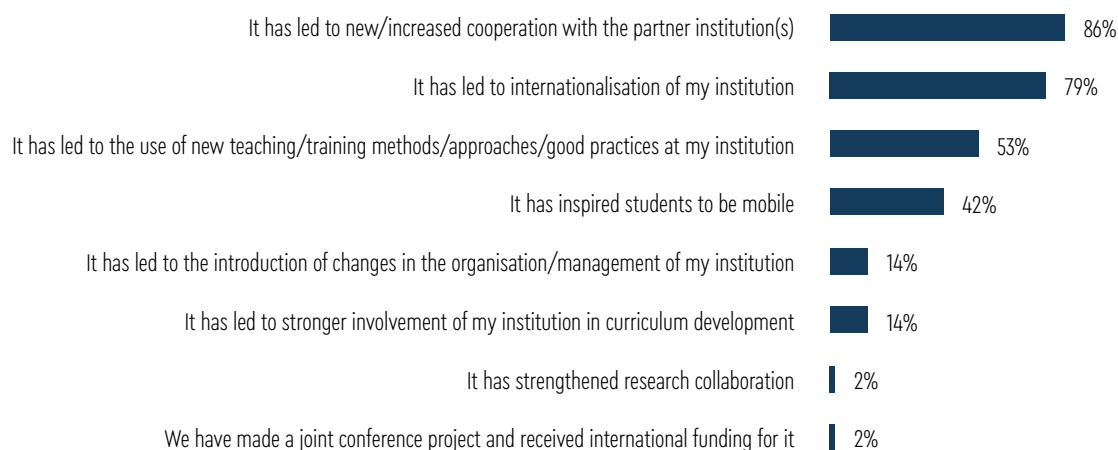 It has led to new/increased cooperation with the partner institution(s) 86%
It has led to internationalisation of my institution 79%
It has led to the use of new teaching/training methods/approaches/good practices at my institution 53%
It has inspired students to be mobile 42%
It has led to the introduction of changes in the organisation/management of my institution 14%
It has led to stronger involvement of my institution in curriculum development 14%
It has strengthened research collaboration 2%
We have made a joint conference project and received international funding for it 2%